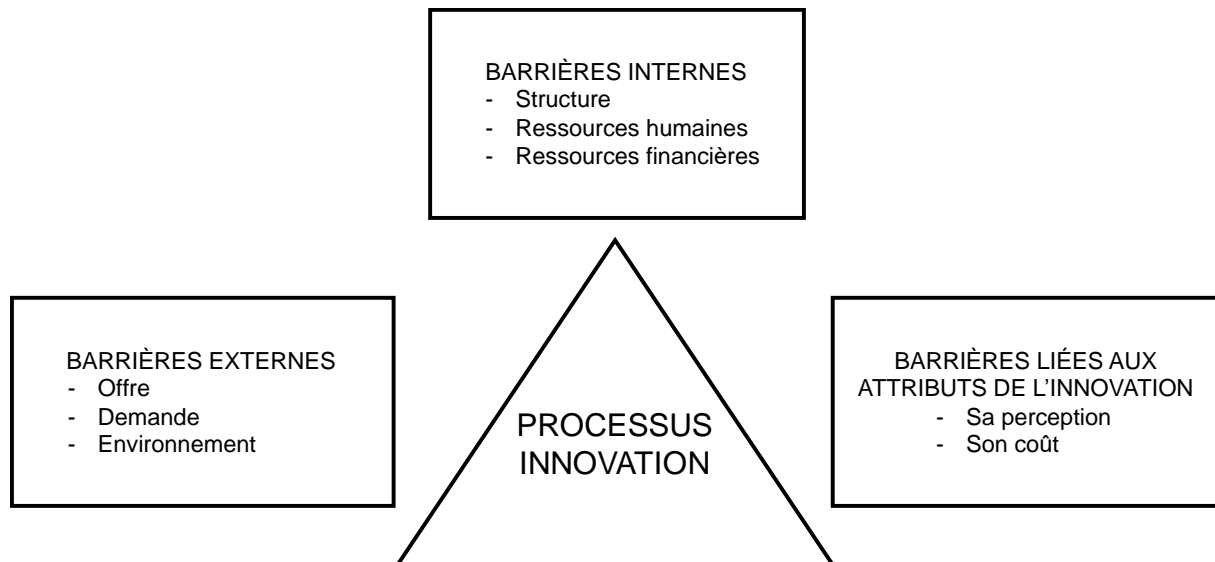 BARRIÈRES INTERNES
- Structure
- Ressources humaines
- Ressources financières
BARRIÈRES EXTERNES
- Offre
- Demande
- Environnement
PROCESSUS
INNOVATION
BARRIÈRES LIÉES AUX
ATTRIBUTS DE L’INNOVATION
- Sa perception
- Son coût